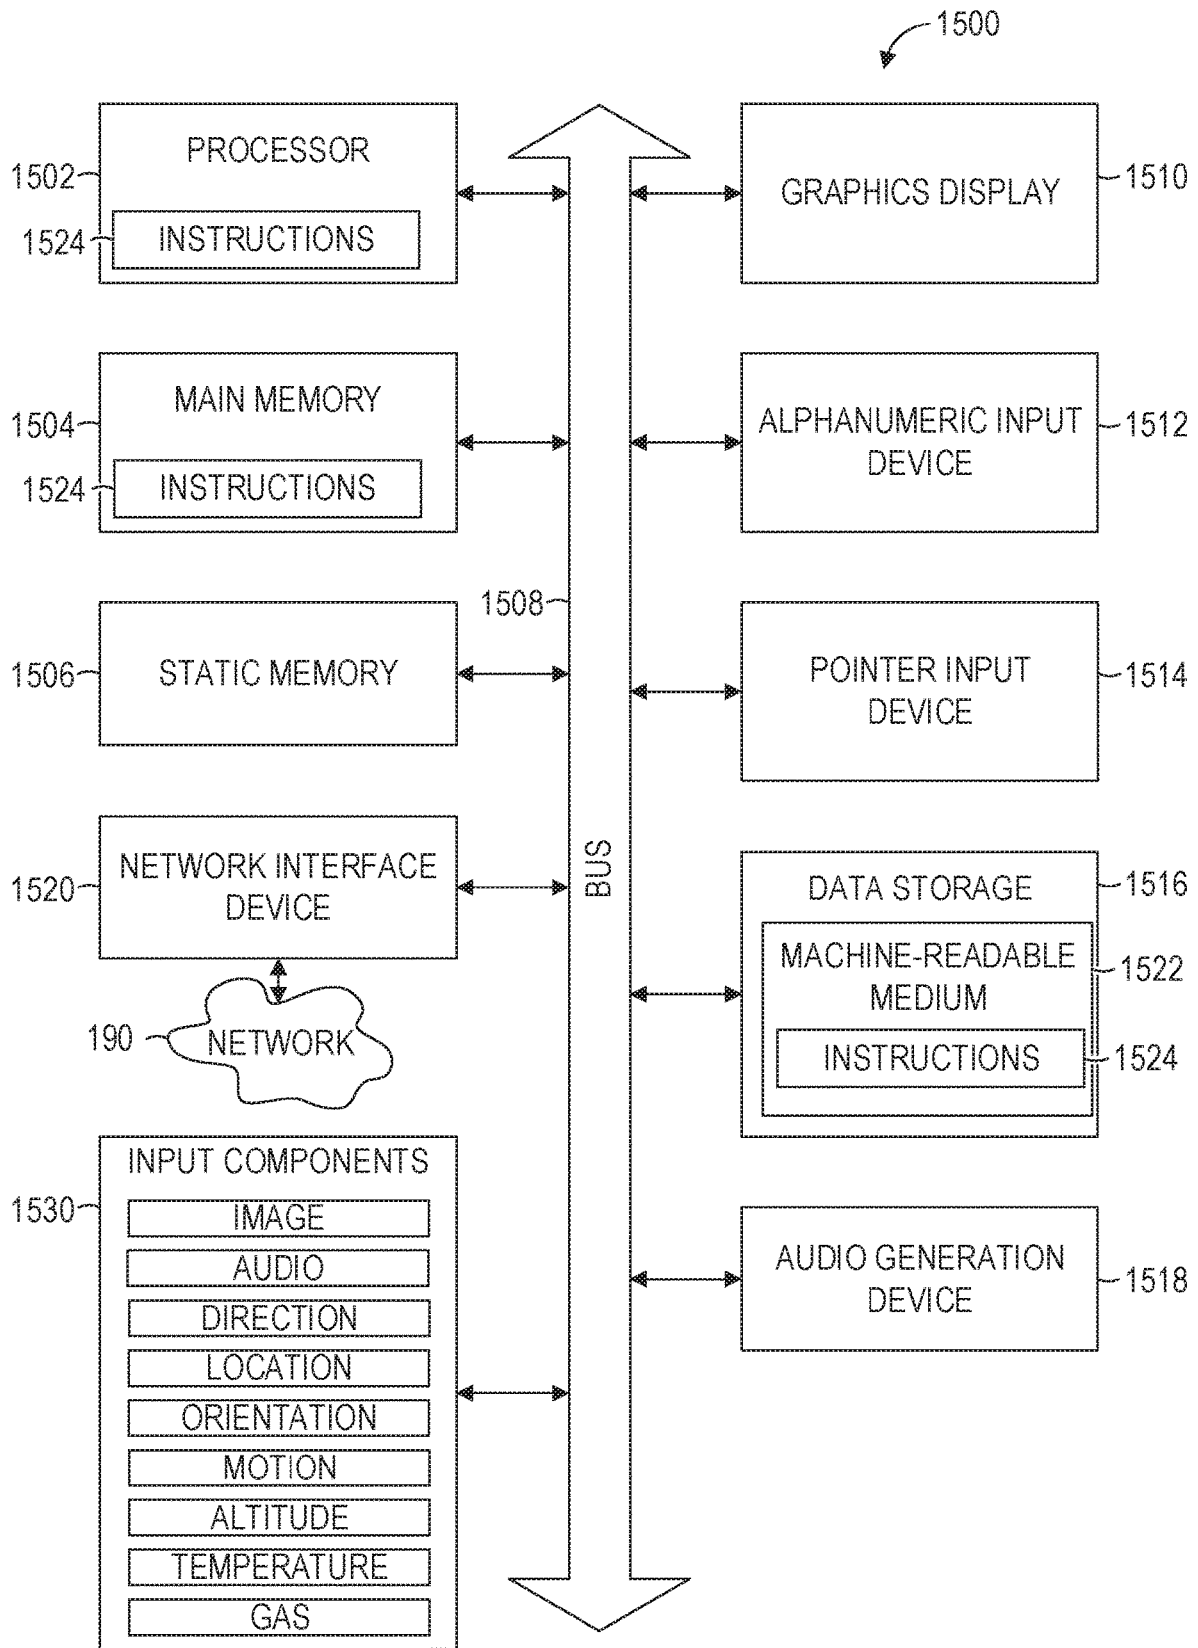 1500
PROCESSOR
1502
1524
INSTRUCTIONS
MAIN MEMORY
1504
1524
INSTRUCTIONS
1508
1506
STATIC MEMORY
1520
NETWORK INTERFACE
DEVICE
190
NETWORK
INPUT COMPONENTS
1530
IMAGE
AUDIO
DIRECTION
LOCATION
ORIENTATION
MOTION
ALTITUDE
TEMPERATURE
GAS
BUS
GRAPHICS DISPLAY
1510
ALPHANUMERIC INPUT
DEVICE
1512
POINTER INPUT
DEVICE
1514
DATA STORAGE
1516
MACHINE-READABLE
MEDIUM
1522
INSTRUCTIONS
1524
AUDIO GENERATION
DEVICE
1518